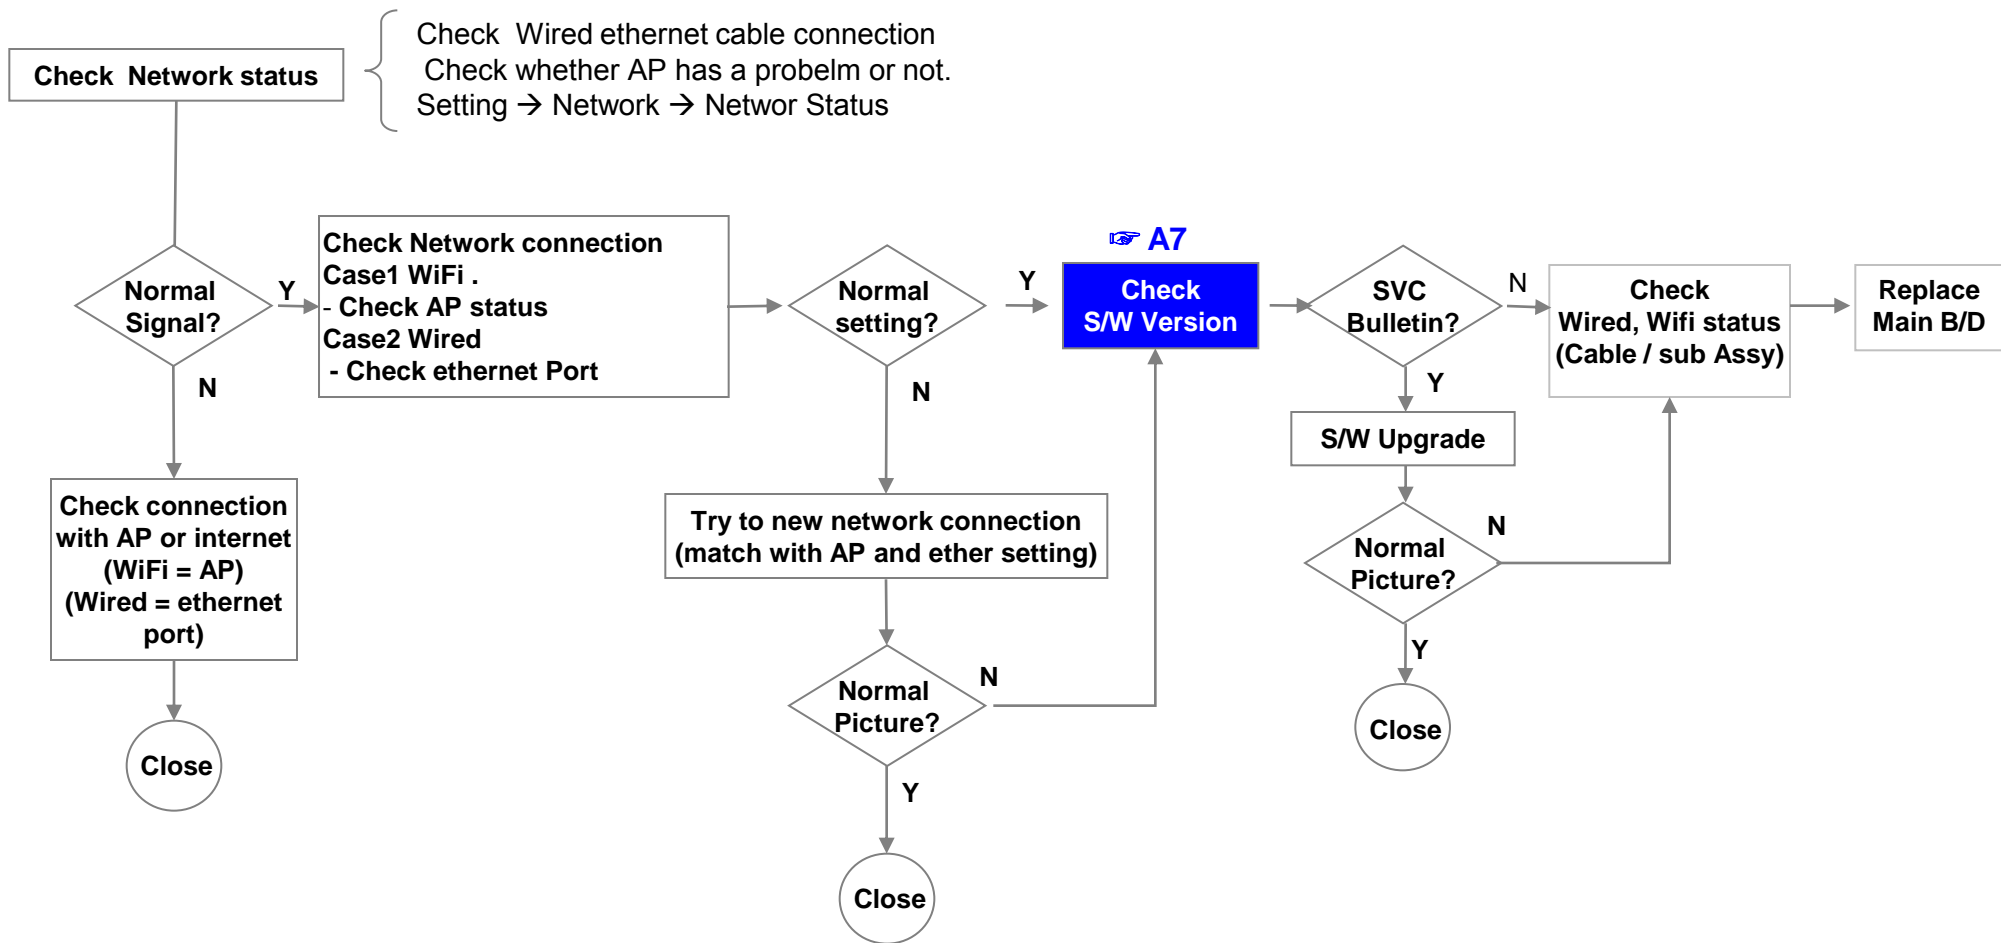 Check Wired ethernet cable connection
Check whether AP has a probelm or not.
Setting → Network → Networ Status
Check Network status
Normal
Signal?
Y
N
Check Network connection
Case1 WiFi .
- Check AP status
Case2 Wired
- Check ethernet Port
Normal
setting?
Y
N
☞ A7
Check
S/W Version
SVC
Bulletin?
N
Y
Check
Wired, Wifi status
(Cable / sub Assy)
Replace
Main B/D
S/W Upgrade
Normal
Picture?
N
Y
Close
Check connection
with AP or internet
(WiFi = AP)
(Wired = ethernet
port)
Close
Try to new network connection
(match with AP and ether setting)
Normal
Picture?
N
Y
Close